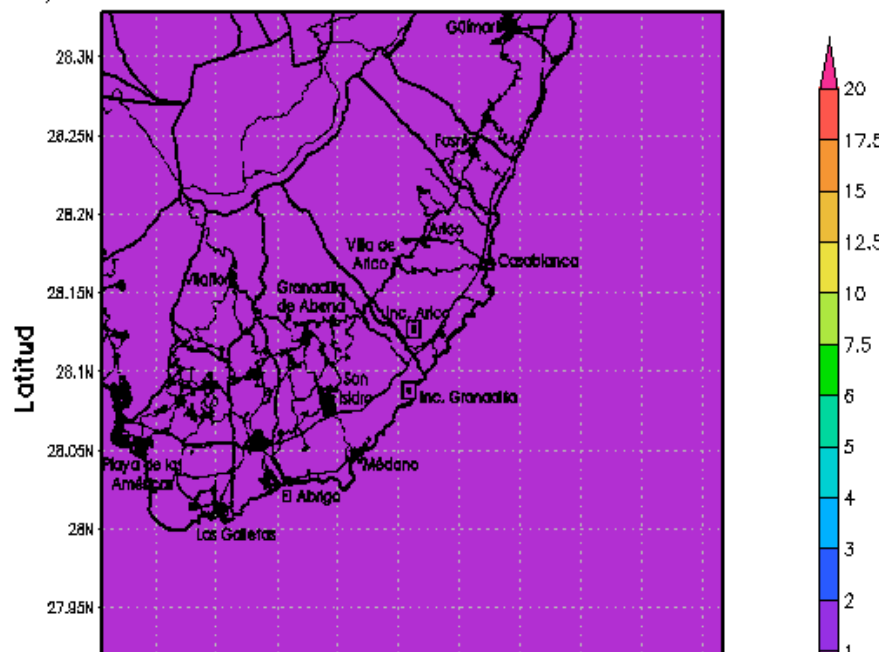 Güimar
28.3N
28.25N
Fasnia
28.2N
Arico
Villa de
Arico
Casablanca
Vilaflor
28.15N
Granadilla
de Abona
Inc. Arico
28.1N
San
Isidro
Inc. Granadilla
28.05N
Playa de las
Américas
Médano
Abrigo
28N
Las Galletas
27.95N
Latitud
20
17.5
15
12.5
10
7.5
6
5
4
3
2
1